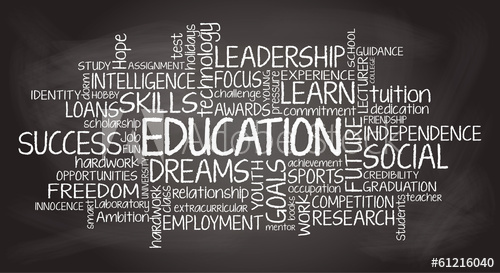 Hope
test
holidays
technology
LEADERSHIP
SCHOOL
GUIDANCE
STUDY
ASSIGNMENT
INTELLIGENCE
FOCUS
YOUNG
pressure
EXPERIENCE
LECTURER
COLLEGE
dorm
HOBBY
IDENTITY
SKILLS
challenge
LEARN
tuition
LOANS
AWARDS
commitment
dedication
scholarship
FRIENDSHIP
SUCCESS
Job
EDUCATION
FUTURE
INDEPENDENCE
FUN
SOCIAL
hardwork
DREAMS
achievement
OPPORTUNITIES
UNIVERSITY
YOUTH
GOALS
SPORTS
CREDIBILITY
FREEDOM
class
relationship
occupation
GRADUATION
INNOCENCE
smart
Laboratory
hardwork
extracurricular
books
COMPETITION
Students
teacher
Ambition
EMPLOYMENT
mentor
WORK
RESEARCH
#61216040